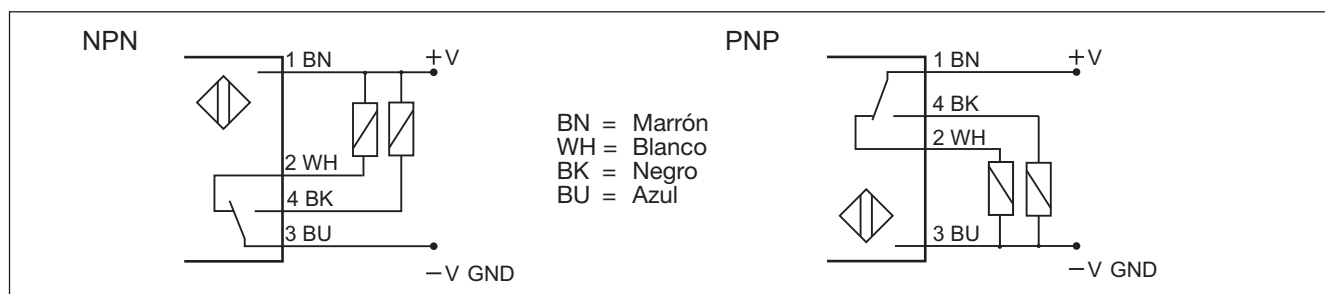 NPN
1 BN
+V
2 WH
4 BK
3 BU
−V GND
BN = Marrón
WH = Blanco
BK = Negro
BU = Azul
PNP
1 BN
+V
4 BK
2 WH
3 BU
−V GND